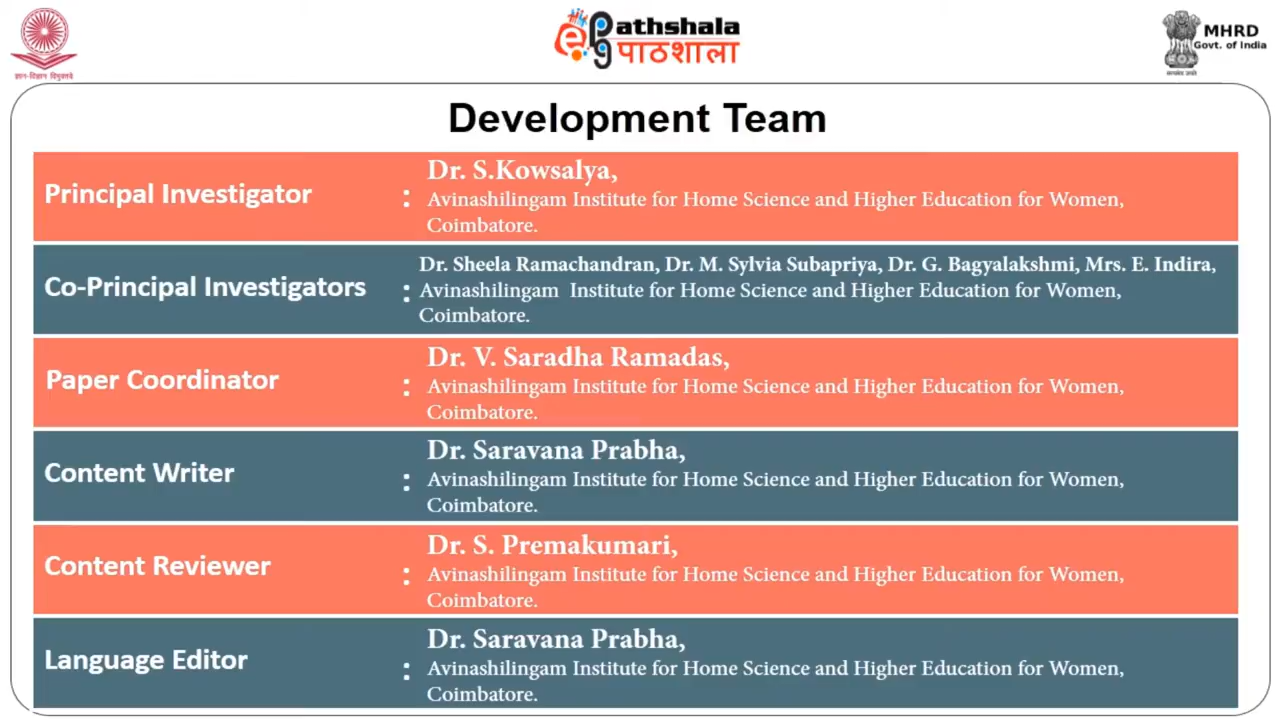 ज्ञान-विज्ञान विमुक्तये
ePathshala
पाठशाला
सत्यमेव जयते
MHRD
Govt. of India
Development Team
Principal Investigator
:
Dr. S.Kowsalya,
Avinashilingam Institute for Home Science and Higher Education for Women,
Coimbatore.
Co-Principal Investigators
:
Dr. Sheela Ramachandran, Dr. M. Sylvia Subapriya, Dr. G. Bagyalakshmi, Mrs. E. Indira,
Avinashilingam Institute for Home Science and Higher Education for Women,
Coimbatore.
Paper Coordinator
:
Dr. V. Saradha Ramadas,
Avinashilingam Institute for Home Science and Higher Education for Women,
Coimbatore.
Content Writer
:
Dr. Saravana Prabha,
Avinashilingam Institute for Home Science and Higher Education for Women,
Coimbatore.
Content Reviewer
:
Dr. S. Premakumari,
Avinashilingam Institute for Home Science and Higher Education for Women,
Coimbatore.
Language Editor
:
Dr. Saravana Prabha,
Avinashilingam Institute for Home Science and Higher Education for Women,
Coimbatore.